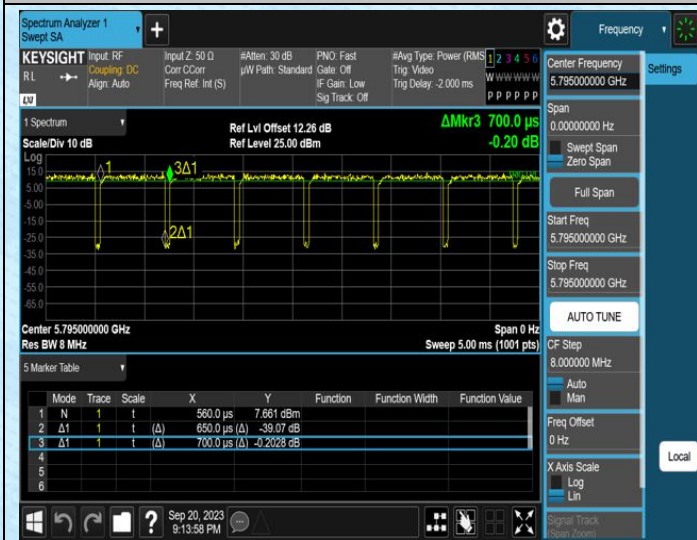 Spectrum Analyzer 1
Swept SA
Frequency
KEYSIGHT
RL
LXI
Input: RF
Coupling: DC
Align: Auto
Input Z: 50 Ω
Corr CCorr
Freq Ref: Int (S)
#Atten: 30 dB
µW Path: Standard
PNO: Fast
Gate: Off
IF Gain: Low
Sig Track: Off
#Avg Type: Power (RMS
Trig: Video
Trig Delay: -2.000 ms
1 2 3 4 5 6
W W W W W W
P P P P P P
1 Spectrum
Scale/Div 10 dB
Ref Lvl Offset 12.26 dB
Ref Level 25.00 dBm
ΔMkr3 700.0 µs
-0.20 dB
Log
15.0
5.00
-5.00
-15.0
-25.0
-35.0
-45.0
-55.0
-65.0
1
3Δ1
2Δ1
Center 5.795000000 GHz
Res BW 8 MHz
Span 0 Hz
Sweep 5.00 ms (1001 pts)
5 Marker Table
Mode Trace Scale X Y Function Function Width Function Value
1 N 1 t 560.0 µs 7.661 dBm
2 Δ1 1 t (Δ) 650.0 µs (Δ) -39.07 dB
3 Δ1 1 t (Δ) 700.0 µs (Δ) -0.2028 dB
4
5
6
?
Sep 20, 2023
9:13:58 PM
Center Frequency
5.795000000 GHz
Span
0.00000000 Hz
Swept Span
Zero Span
Full Span
Start Freq
5.795000000 GHz
Stop Freq
5.795000000 GHz
AUTO TUNE
CF Step
8.000000 MHz
Auto
Man
Freq Offset
0 Hz
X Axis Scale
Log
Lin
Signal Track
(Span Zoom)
Settings
Local